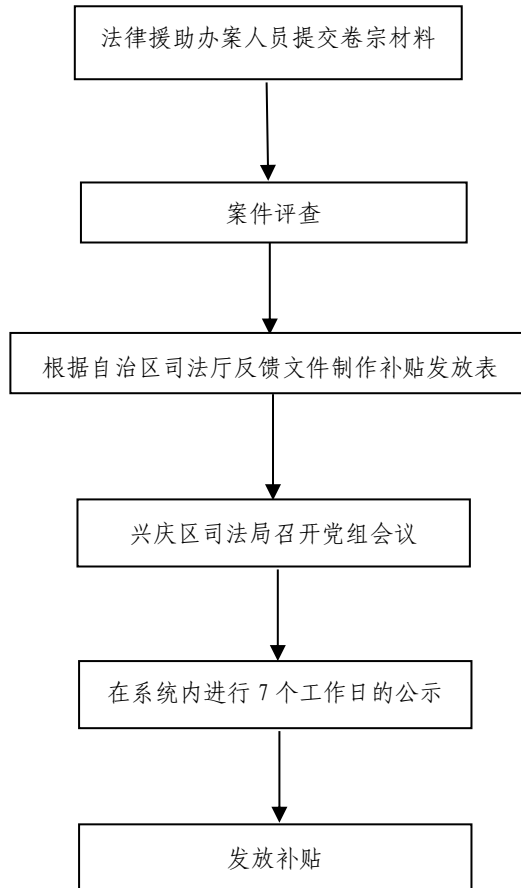 法律援助办案人员提交卷宗材料
案件评查
根据自治区司法厅反馈文件制作补贴发放表
兴庆区司法局召开党组会议
在系统内进行 7 个工作日的公示
发放补贴